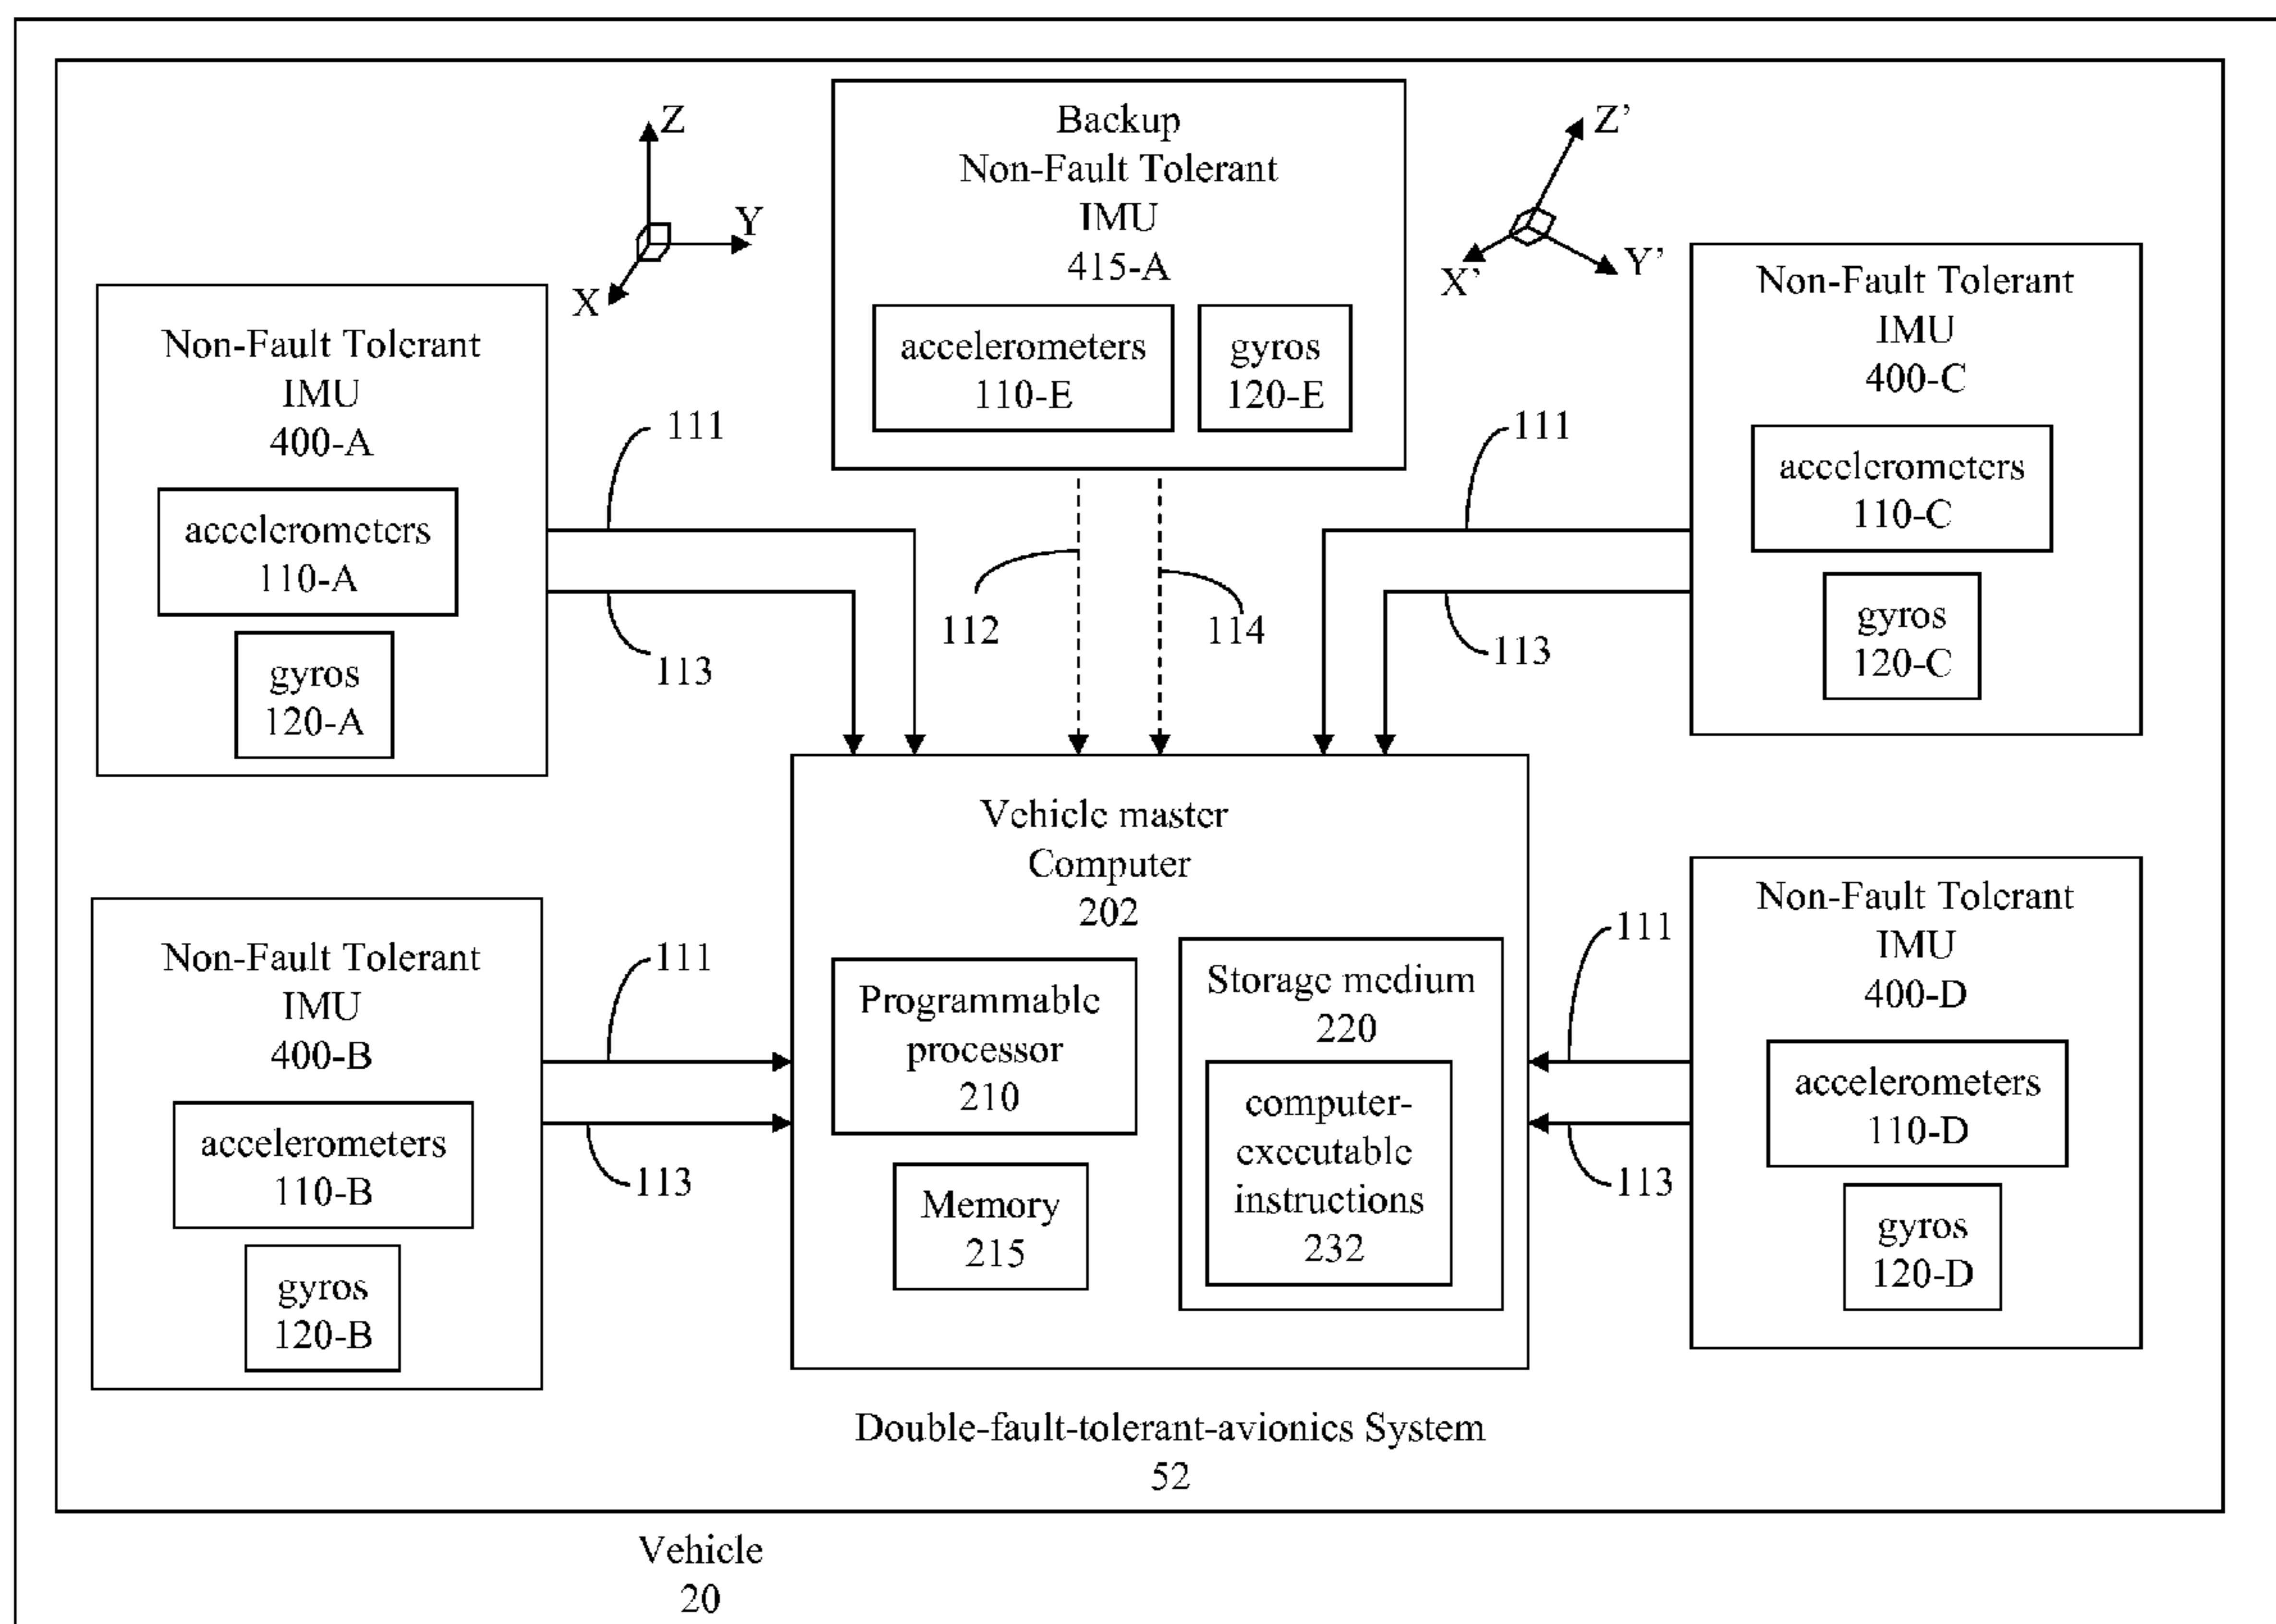 Z
Y
X
Backup
Non-Fault Tolerant
IMU
415-A
accelerometers
110-E
gyros
120-E
Z’
X’
Y’
Non-Fault Tolerant
IMU
400-A
accelerometers
110-A
gyros
120-A
111
113
112
114
111
113
Non-Fault Tolerant
IMU
400-C
accelerometers
110-C
gyros
120-C
Non-Fault Tolerant
IMU
400-B
accelerometers
110-B
gyros
120-B
111
113
Vehicle master
Computer
202
Programmable
processor
210
Memory
215
Storage medium
220
computer-
executable
instructions
232
111
113
Non-Fault Tolerant
IMU
400-D
accelerometers
110-D
gyros
120-D
Double-fault-tolerant-avionics System
52
Vehicle
20